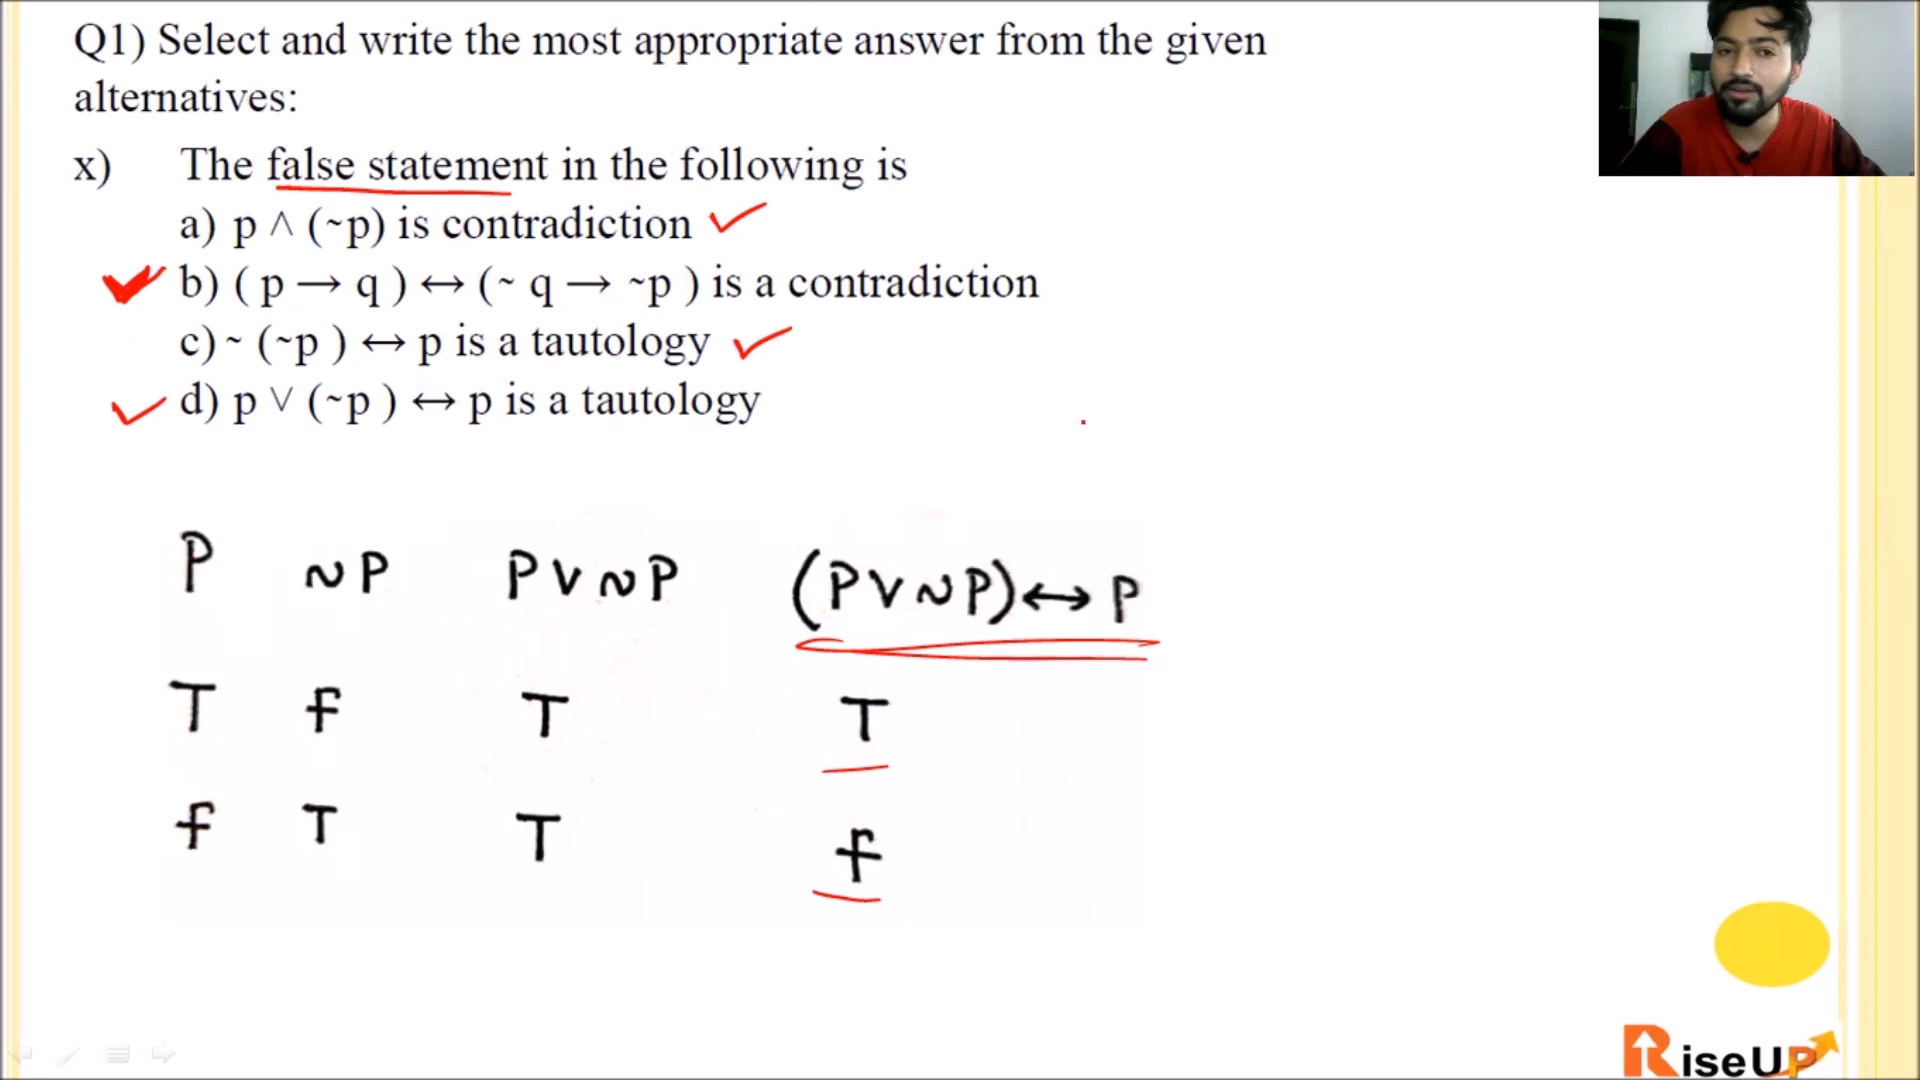 Q1) Select and write the most appropriate answer from the given
alternatives:
x) The false statement in the following is
a) p ∧ (~p) is contradiction
b) ( p → q ) ↔ (~ q → ~p ) is a contradiction
c) ~ (~p ) ↔ p is a tautology
d) p ∨ (~p ) ↔ p is a tautology
P ~P P∨~P (P∨~P)↔P
T f T T
f T T f
RiseUP